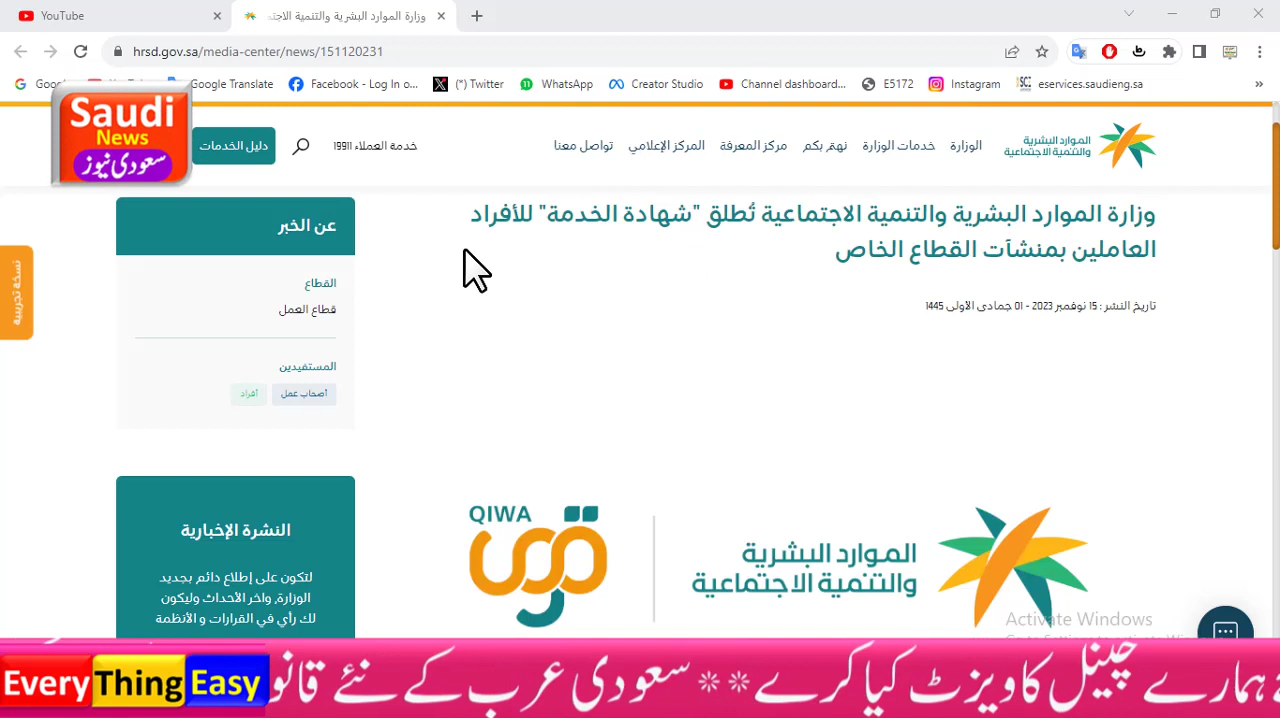 YouTube
وزارة الموارد البشرية والتنمية الاجتـ
hrsd.gov.sa/media-center/news/151120231
Goo
Google Translate
Facebook - Log In o...
(*) Twitter
WhatsApp
Creator Studio
Channel dashboard...
E5172
Instagram
eservices.saudieng.sa
»
Saudi
News
سعودی نیوز
الموارد البشرية
والتنمية الاجتماعية
الوزارة
خدمات الوزارة
نهتم بكم
مركز المعرفة
المركز الإعلامي
تواصل معنا
خدمة العملاء 19911
دليل الخدمات
وزارة الموارد البشرية والتنمية الاجتماعية تُطلق "شهادة الخدمة" للأفراد
العاملين بمنشآت القطاع الخاص
تاريخ النشر : 15 نوفمبر 2023 - 01 جمادى الأولى 1445
عن الخبر
القطاع
قطاع العمل
المستفيدين
أصحاب عمل
أفراد
نسخة تجريبية
النشرة الإخبارية
لتكون على إطلاع دائم بجديد
الوزارة، واخر الأحداث وليكون
لك رأي في القرارات و الأنظمة
الموارد البشرية
والتنمية الاجتماعية
QIWA
قوى
Activate Windows
ہمارے چینل کا ویزٹ کیا کرے ** سعودی عرب کے نئے قانو
EveryThing Easy